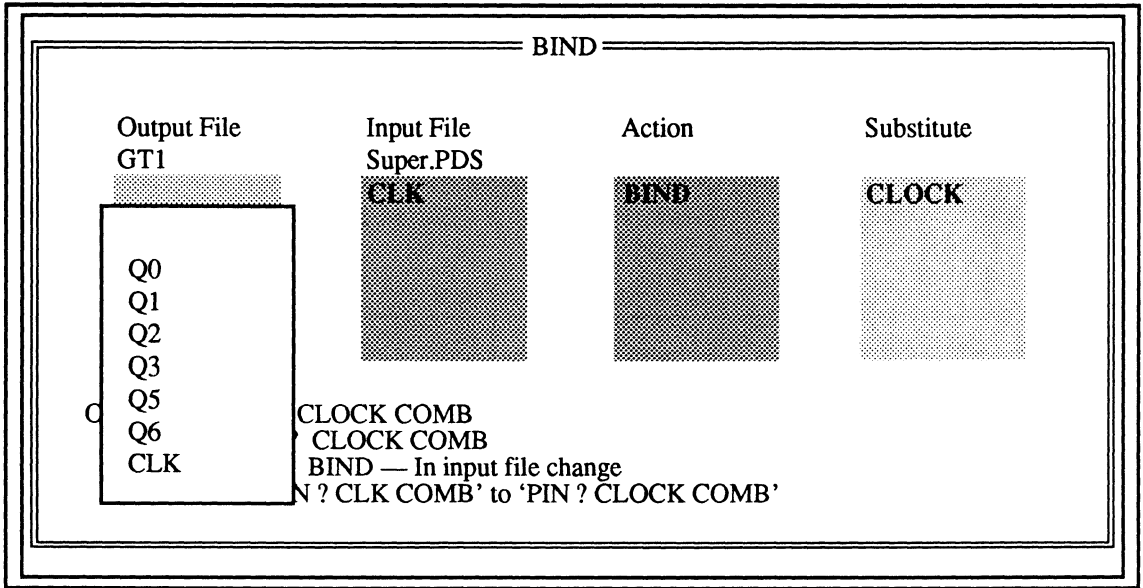 BIND
Output File Input File Action Substitute
GT1 Super.PDS
CLK BIND CLOCK
Q0
Q1
Q2
Q3
Q5
Q6
CLK
CLOCK COMB
CLOCK COMB
BIND — In input file change
? CLK COMB’ to ‘PIN ? CLOCK COMB’